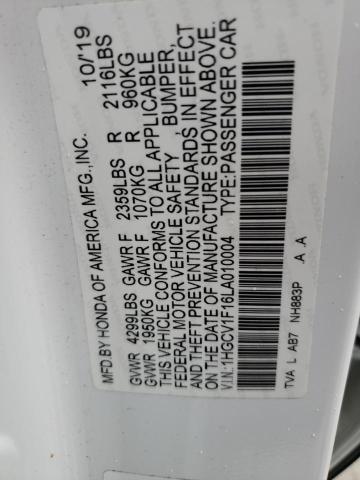 MFD.BY HONDA OF AMERICA MFG.,INC. 10/'19
GVWR 4299LBS GAWR F 2359LBS R 2116LBS
GVWR 1950KG GAWR F 1070KG R 960KG
THIS VEHICLE CONFORMS TO ALL APPLICABLE
FEDERAL MOTOR VEHICLE SAFETY, BUMPER,
AND THEFT PREVENTION STANDARDS IN EFFECT
ON THE DATE OF MANUFACTURE SHOWN ABOVE.
V.I.N:1HGCV1F16LA010004 TYPE:PASSENGER CAR
TVA L AB7 NH883P A A